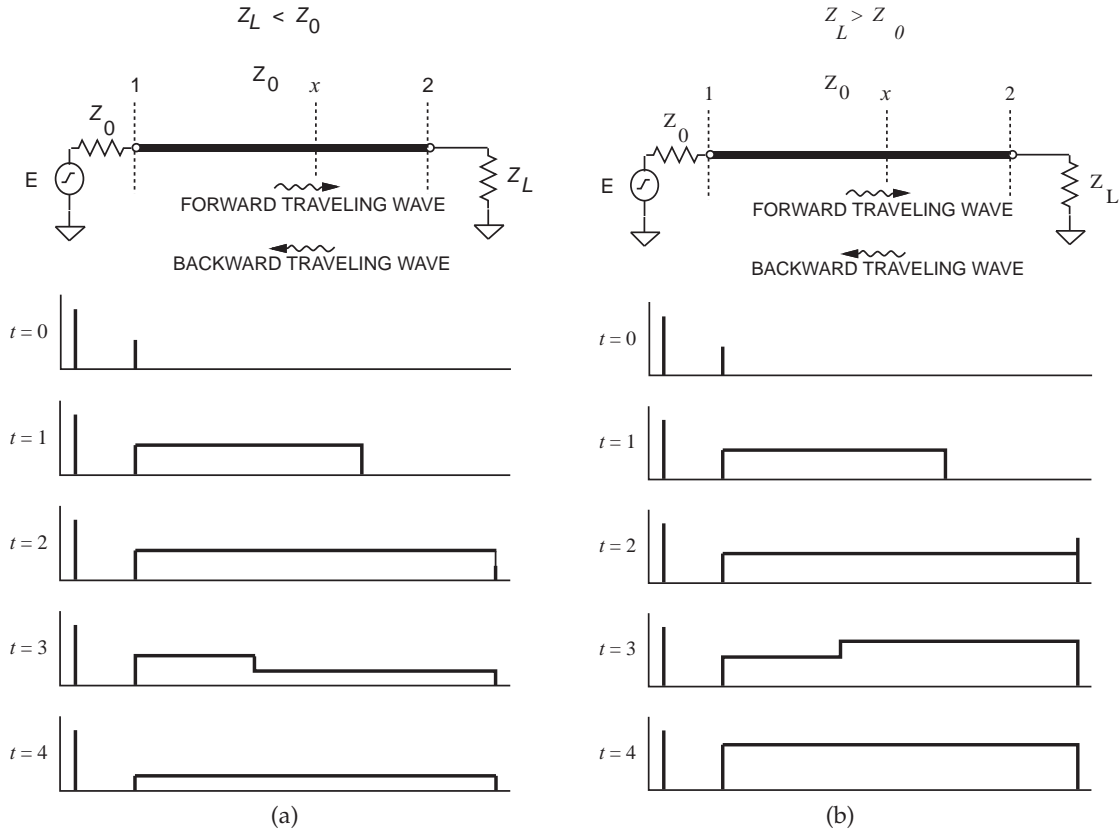 Z_L < Z_0
1 Z_0 x 2
Z_0
E
Z_L
FORWARD TRAVELING WAVE
BACKWARD TRAVELING WAVE
t = 0
t = 1
t = 2
t = 3
t = 4
(a)
Z_L > Z_0
1 Z_0 x 2
Z_0
E
Z_L
FORWARD TRAVELING WAVE
BACKWARD TRAVELING WAVE
t = 0
t = 1
t = 2
t = 3
t = 4
(b)